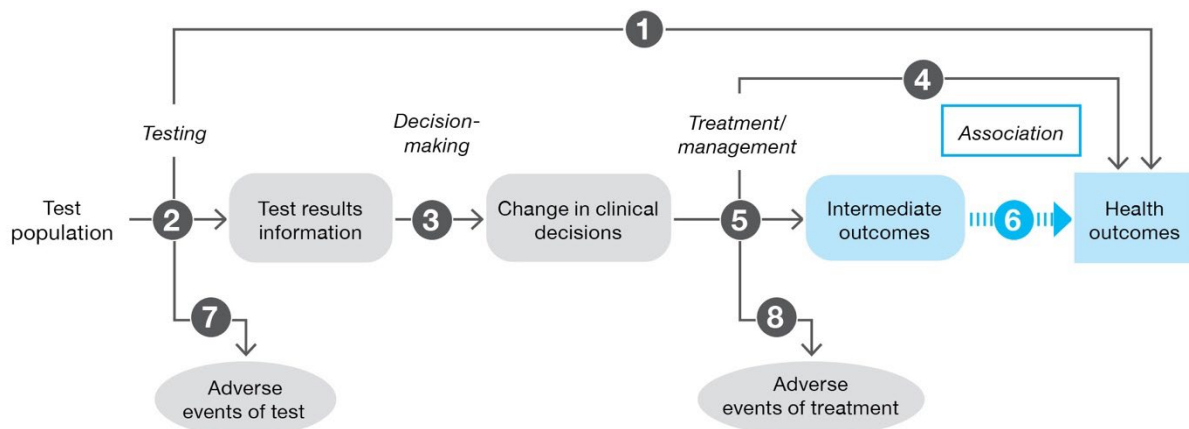 1
4
Testing
Decision-
making
Treatment/
management
Association
Test
population
2
Test results
information
3
Change in clinical
decisions
5
Intermediate
outcomes
6
Health
outcomes
7
8
Adverse
events of test
Adverse
events of treatment